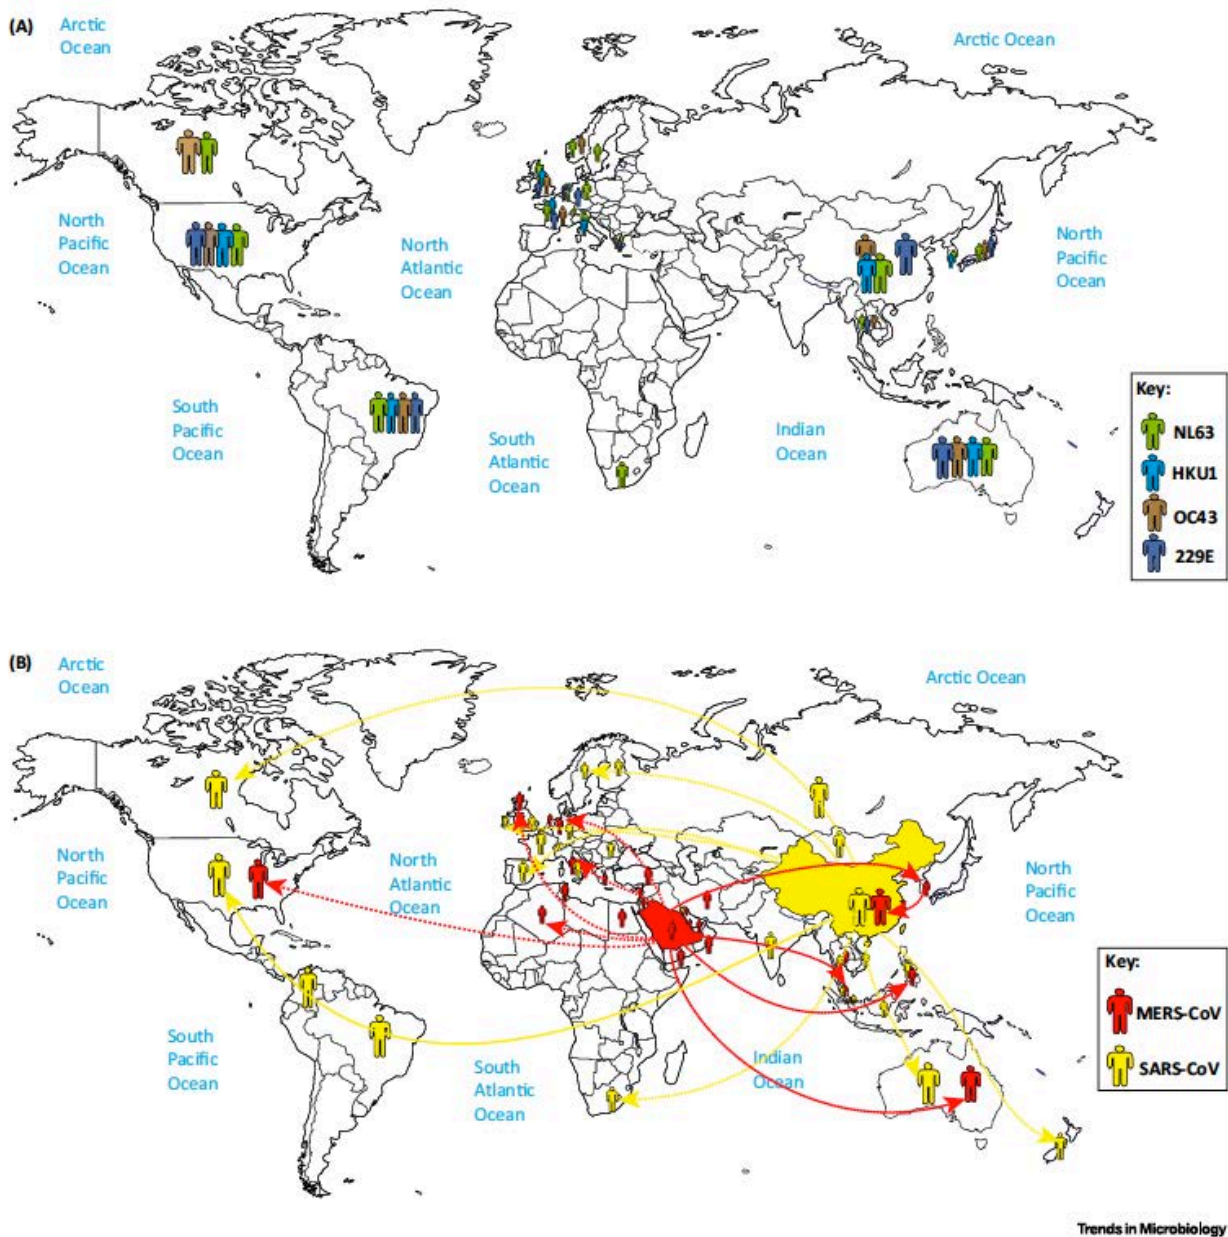 (A)
Arctic
Ocean
Arctic Ocean
North
Pacific
Ocean
North
Atlantic
Ocean
North
Pacific
Ocean
South
Pacific
Ocean
South
Atlantic
Ocean
Indian
Ocean
Key:
NL63
HKU1
OC43
229E
(B)
Arctic
Ocean
Arctic Ocean
North
Pacific
Ocean
North
Atlantic
Ocean
North
Pacific
Ocean
South
Pacific
Ocean
South
Atlantic
Ocean
Indian
Ocean
Key:
MERS-CoV
SARS-CoV
Trends in Microbiology